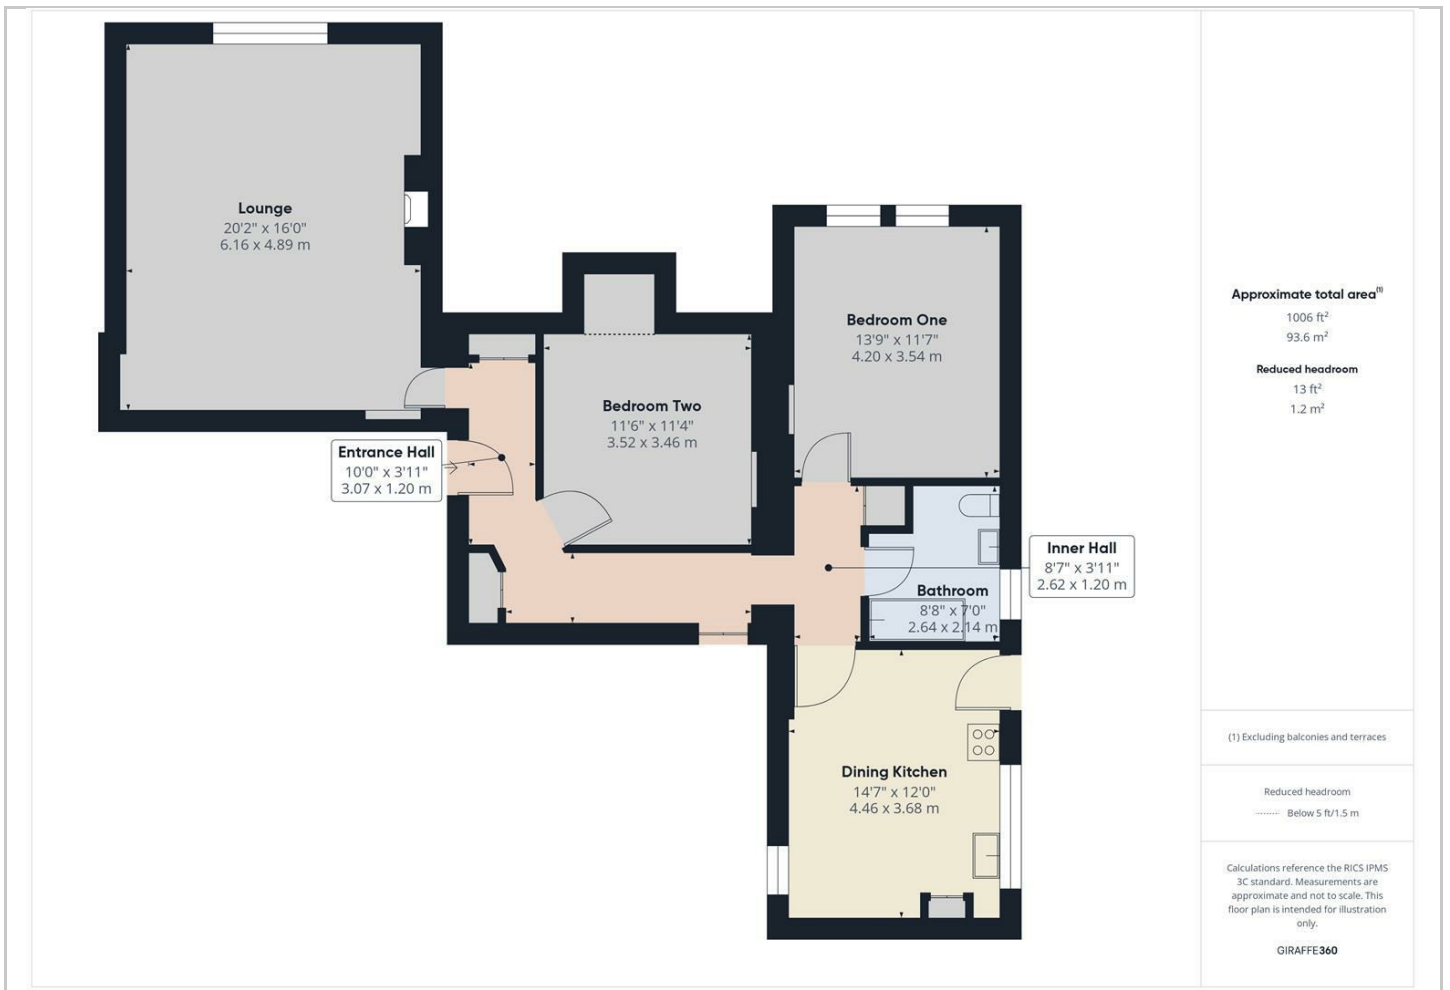 Lounge
20'2" x 16'0"
6.16 x 4.89 m
Bedroom One
13'9" x 11'7"
4.20 x 3.54 m
Bedroom Two
11'6" x 11'4"
3.52 x 3.46 m
Entrance Hall
10'0" x 3'11"
3.07 x 1.20 m
Inner Hall
8'7" x 3'11"
2.62 x 1.20 m
Bathroom
8'8" x 7'0"
2.64 x 2.14 m
Dining Kitchen
14'7" x 12'0"
4.46 x 3.68 m
Approximate total area(1)
1006 ft²
93.6 m²
Reduced headroom
13 ft²
1.2 m²
(1) Excluding balconies and terraces
Reduced headroom
Below 5 ft/1.5 m
Calculations reference the RICS IPMS
3C standard. Measurements are
approximate and not to scale. This
floor plan is intended for illustration
only.
GIRAFFE360